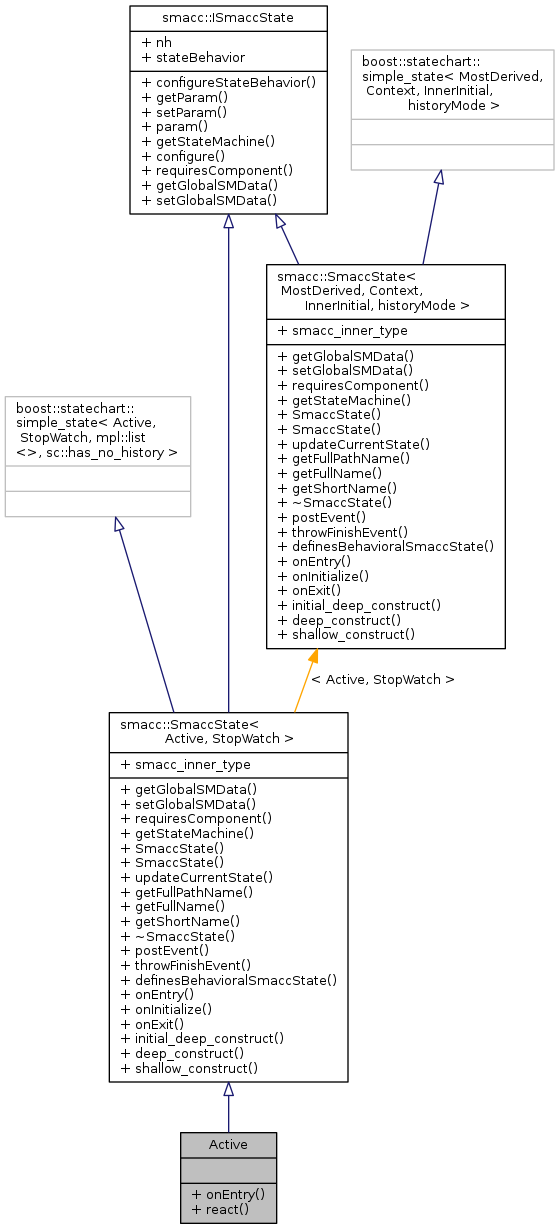 smacc::ISmaccState
+ nh
+ stateBehavior
+ configureStateBehavior()
+ getParam()
+ setParam()
+ param()
+ getStateMachine()
+ configure()
+ requiresComponent()
+ getGlobalSMData()
+ setGlobalSMData()
boost::statechart::
simple_state< MostDerived,
Context, InnerInitial,
historyMode >
smacc::SmaccState<
MostDerived, Context,
InnerInitial, historyMode >
+ smacc_inner_type
+ getGlobalSMData()
+ setGlobalSMData()
+ requiresComponent()
+ getStateMachine()
+ SmaccState()
+ SmaccState()
+ updateCurrentState()
+ getFullPathName()
+ getFullName()
+ getShortName()
+ ~SmaccState()
+ postEvent()
+ throwFinishEvent()
+ definesBehavioralSmaccState()
+ onEntry()
+ onInitialize()
+ onExit()
+ initial_deep_construct()
+ deep_construct()
+ shallow_construct()
boost::statechart::
simple_state< Active,
StopWatch, mpl::list
<>, sc::has_no_history >
< Active, StopWatch >
smacc::SmaccState<
Active, StopWatch >
+ smacc_inner_type
+ getGlobalSMData()
+ setGlobalSMData()
+ requiresComponent()
+ getStateMachine()
+ SmaccState()
+ SmaccState()
+ updateCurrentState()
+ getFullPathName()
+ getFullName()
+ getShortName()
+ ~SmaccState()
+ postEvent()
+ throwFinishEvent()
+ definesBehavioralSmaccState()
+ onEntry()
+ onInitialize()
+ onExit()
+ initial_deep_construct()
+ deep_construct()
+ shallow_construct()
Active
+ onEntry()
+ react()